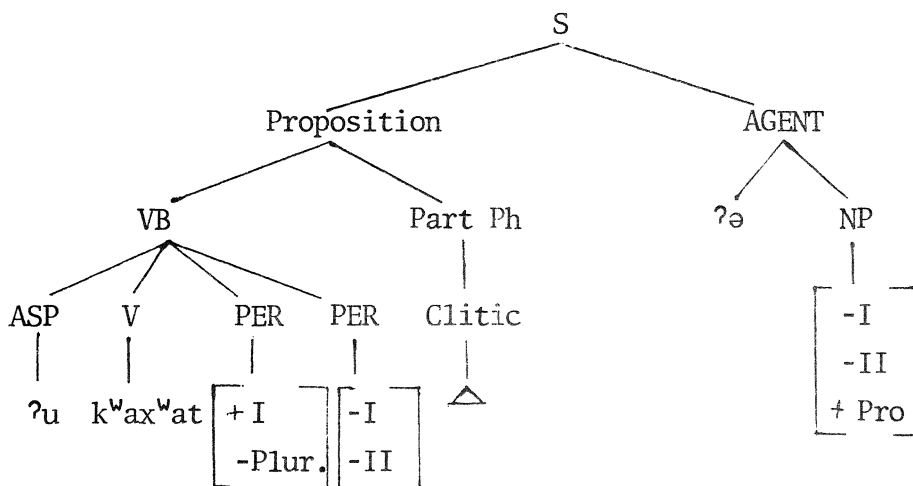 S
Proposition AGENT
VB Part Ph ʔə NP
ASP V PER PER Clitic -I
-II
+ Pro
ʔu kʷaxʷat +I -I
-Plur. -II